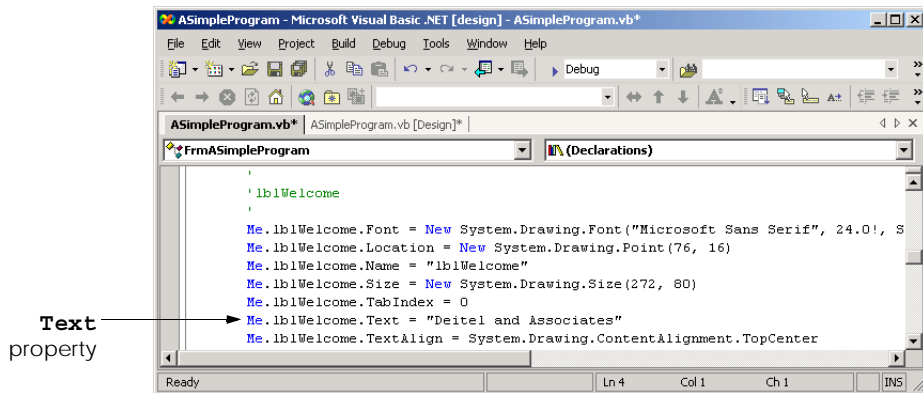 ASimpleProgram - Microsoft Visual Basic .NET [design] - ASimpleProgram.vb*
File Edit View Project Build Debug Tools Window Help
Debug
ASimpleProgram.vb* ASimpleProgram.vb [Design]*
FrmASimpleProgram (Declarations)
'
'lblWelcome
'
Me.lblWelcome.Font = New System.Drawing.Font("Microsoft Sans Serif", 24.0!, S
Me.lblWelcome.Location = New System.Drawing.Point(76, 16)
Me.lblWelcome.Name = "lblWelcome"
Me.lblWelcome.Size = New System.Drawing.Size(272, 80)
Me.lblWelcome.TabIndex = 0
Text
property
Me.lblWelcome.Text = "Deitel and Associates"
Me.lblWelcome.TextAlign = System.Drawing.ContentAlignment.TopCenter
Ready Ln 4 Col 1 Ch 1 INS